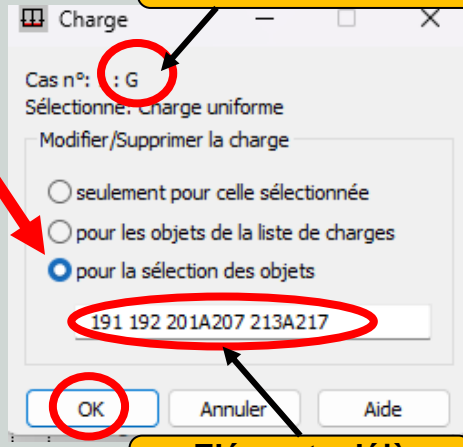 Charge
Cas n°: : G
Sélectionné: Charge uniforme
Modifier/Supprimer la charge
seulement pour celle sélectionnée
pour les objets de la liste de charges
pour la sélection des objets
191 192 201A207 213A217
OK Annuler Aide